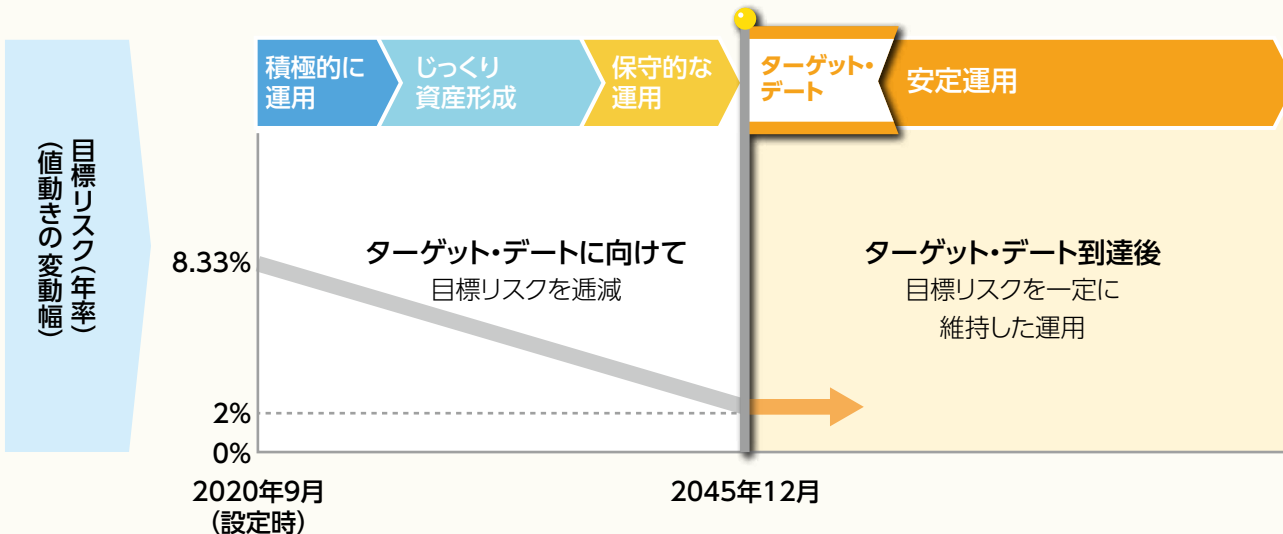 積極的に
運用
じっくり
資産形成
保守的な
運用
ターゲット・
デート
安定運用
目標リスク(年率)
(値動きの変動幅)
8.33%
2%
0%
ターゲット・デートに向けて
目標リスクを逓減
ターゲット・デート到達後
目標リスクを一定に
維持した運用
2020年9月
(設定時)
2045年12月